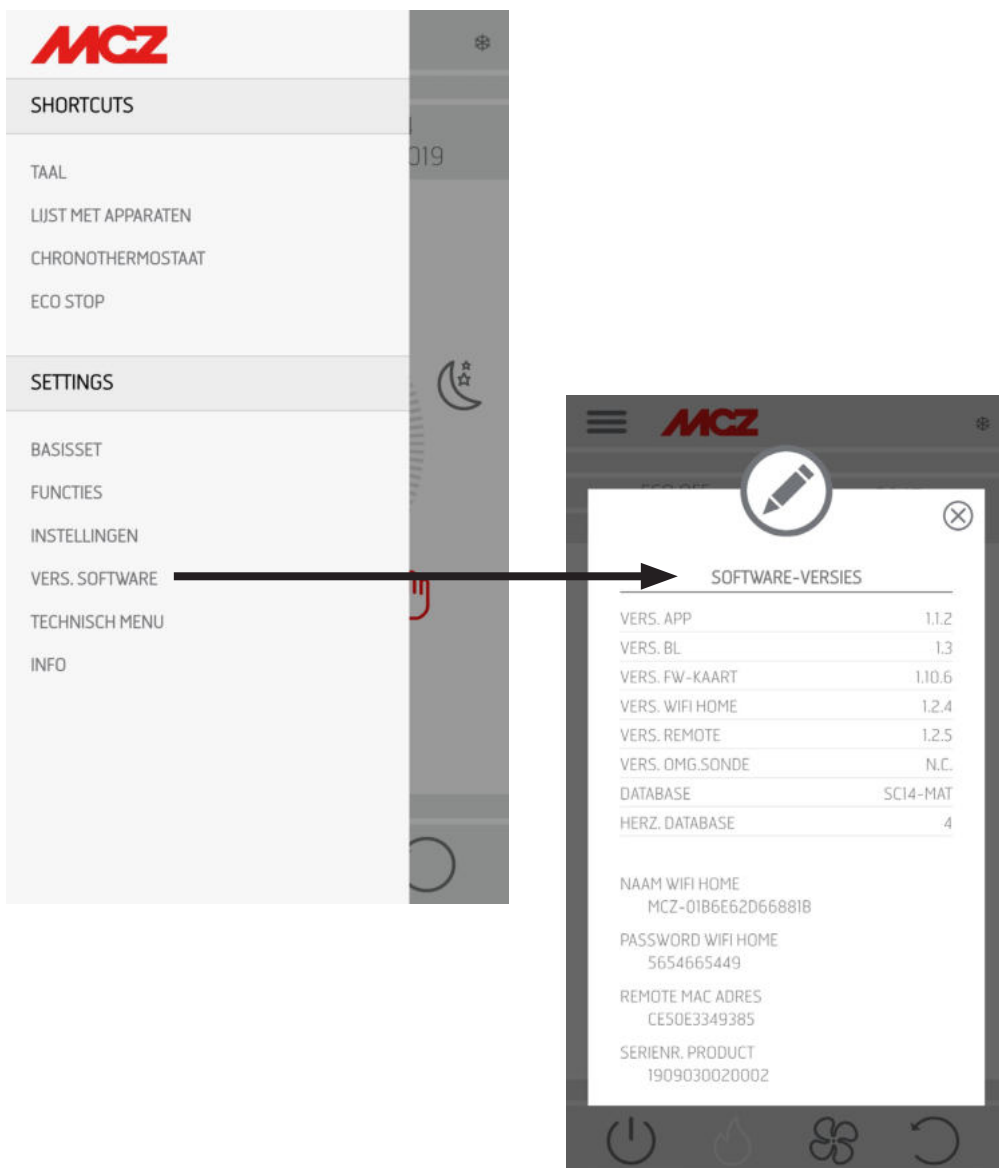 MCZ
SHORTCUTS
019
TAAL
LIJST MET APPARATEN
CHRONOTHERMOSTAAT
ECO STOP
SETTINGS
BASISSET
FUNCTIES
INSTELLINGEN
VERS. SOFTWARE
TECHNISCH MENU
INFO
MCZ
SOFTWARE-VERSIES
VERS. APP 1.1.2
VERS. BL 1.3
VERS. FW-KAART 1.10.6
VERS. WIFI HOME 1.2.4
VERS. REMOTE 1.2.5
VERS. OMG.SONDE N.C.
DATABASE SC14-MAT
HERZ. DATABASE 4
NAAM WIFI HOME
MCZ-01B6E62D66881B
PASSWORD WIFI HOME
5654665449
REMOTE MAC ADRES
CE50E3349385
SERIENR. PRODUCT
1909030020002